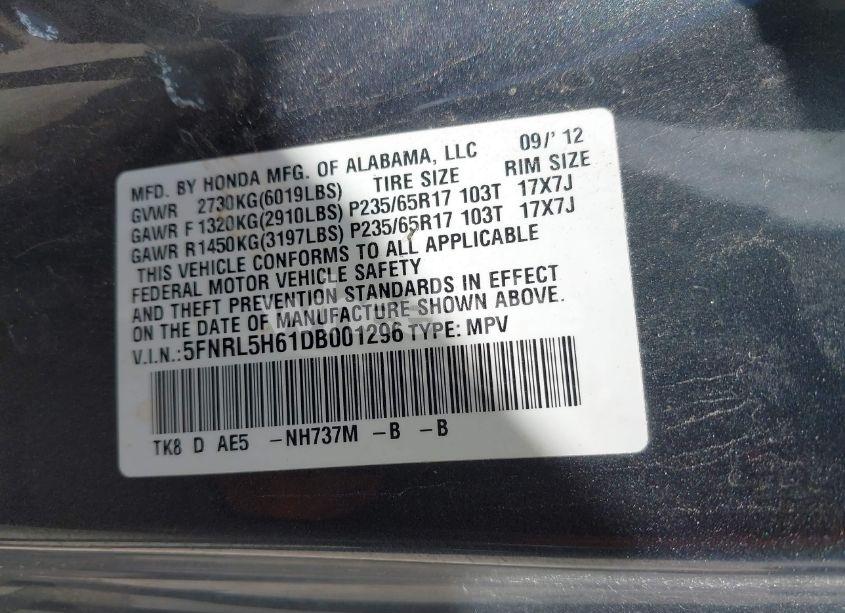 MFD. BY HONDA MFG. OF ALABAMA, LLC 09/' 12
GVWR 2730KG(6019LBS) TIRE SIZE RIM SIZE
GAWR F 1320KG(2910LBS) P235/65R17 103T 17X7J
GAWR R1450KG(3197LBS) P235/65R17 103T 17X7J
THIS VEHICLE CONFORMS TO ALL APPLICABLE
FEDERAL MOTOR VEHICLE SAFETY
AND THEFT PREVENTION STANDARDS IN EFFECT
ON THE DATE OF MANUFACTURE SHOWN ABOVE.
V.I.N.:5FNRL5H61DB001296 TYPE: MPV
TK8 D AE5 -NH737M -B -B